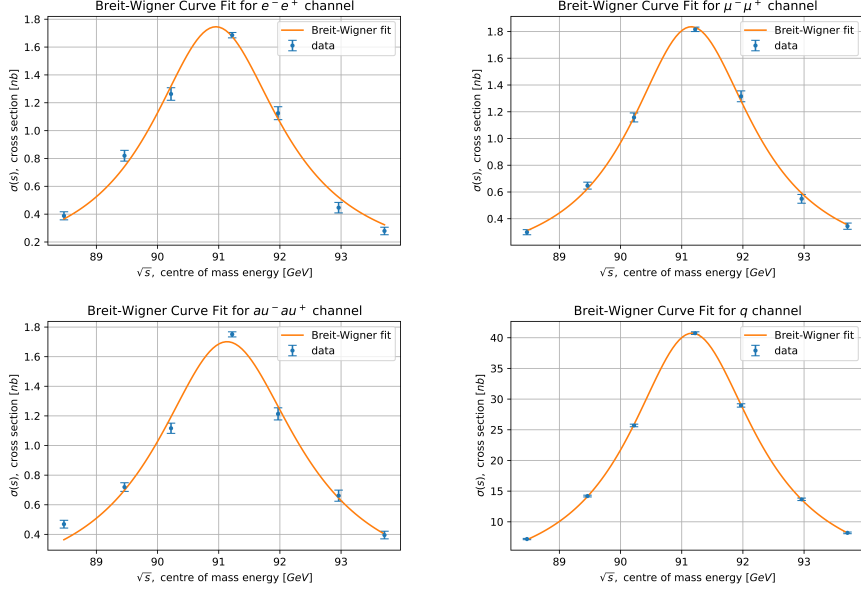 Breit-Wigner Curve Fit for e⁻e⁺ channel
1.8
1.6
1.4
1.2
1.0
0.8
0.6
0.4
0.2
σ(s), cross section [nb]
Breit-Wigner fit
data
89 90 91 92 93
√s, centre of mass energy [GeV]
Breit-Wigner Curve Fit for μ⁻μ⁺ channel
1.8
1.6
1.4
1.2
1.0
0.8
0.6
0.4
σ(s), cross section [nb]
Breit-Wigner fit
data
89 90 91 92 93
√s, centre of mass energy [GeV]
Breit-Wigner Curve Fit for au⁻au⁺ channel
1.8
1.6
1.4
1.2
1.0
0.8
0.6
0.4
σ(s), cross section [nb]
Breit-Wigner fit
data
89 90 91 92 93
√s, centre of mass energy [GeV]
Breit-Wigner Curve Fit for q channel
40
35
30
25
20
15
10
σ(s), cross section [nb]
Breit-Wigner fit
data
89 90 91 92 93
√s, centre of mass energy [GeV]